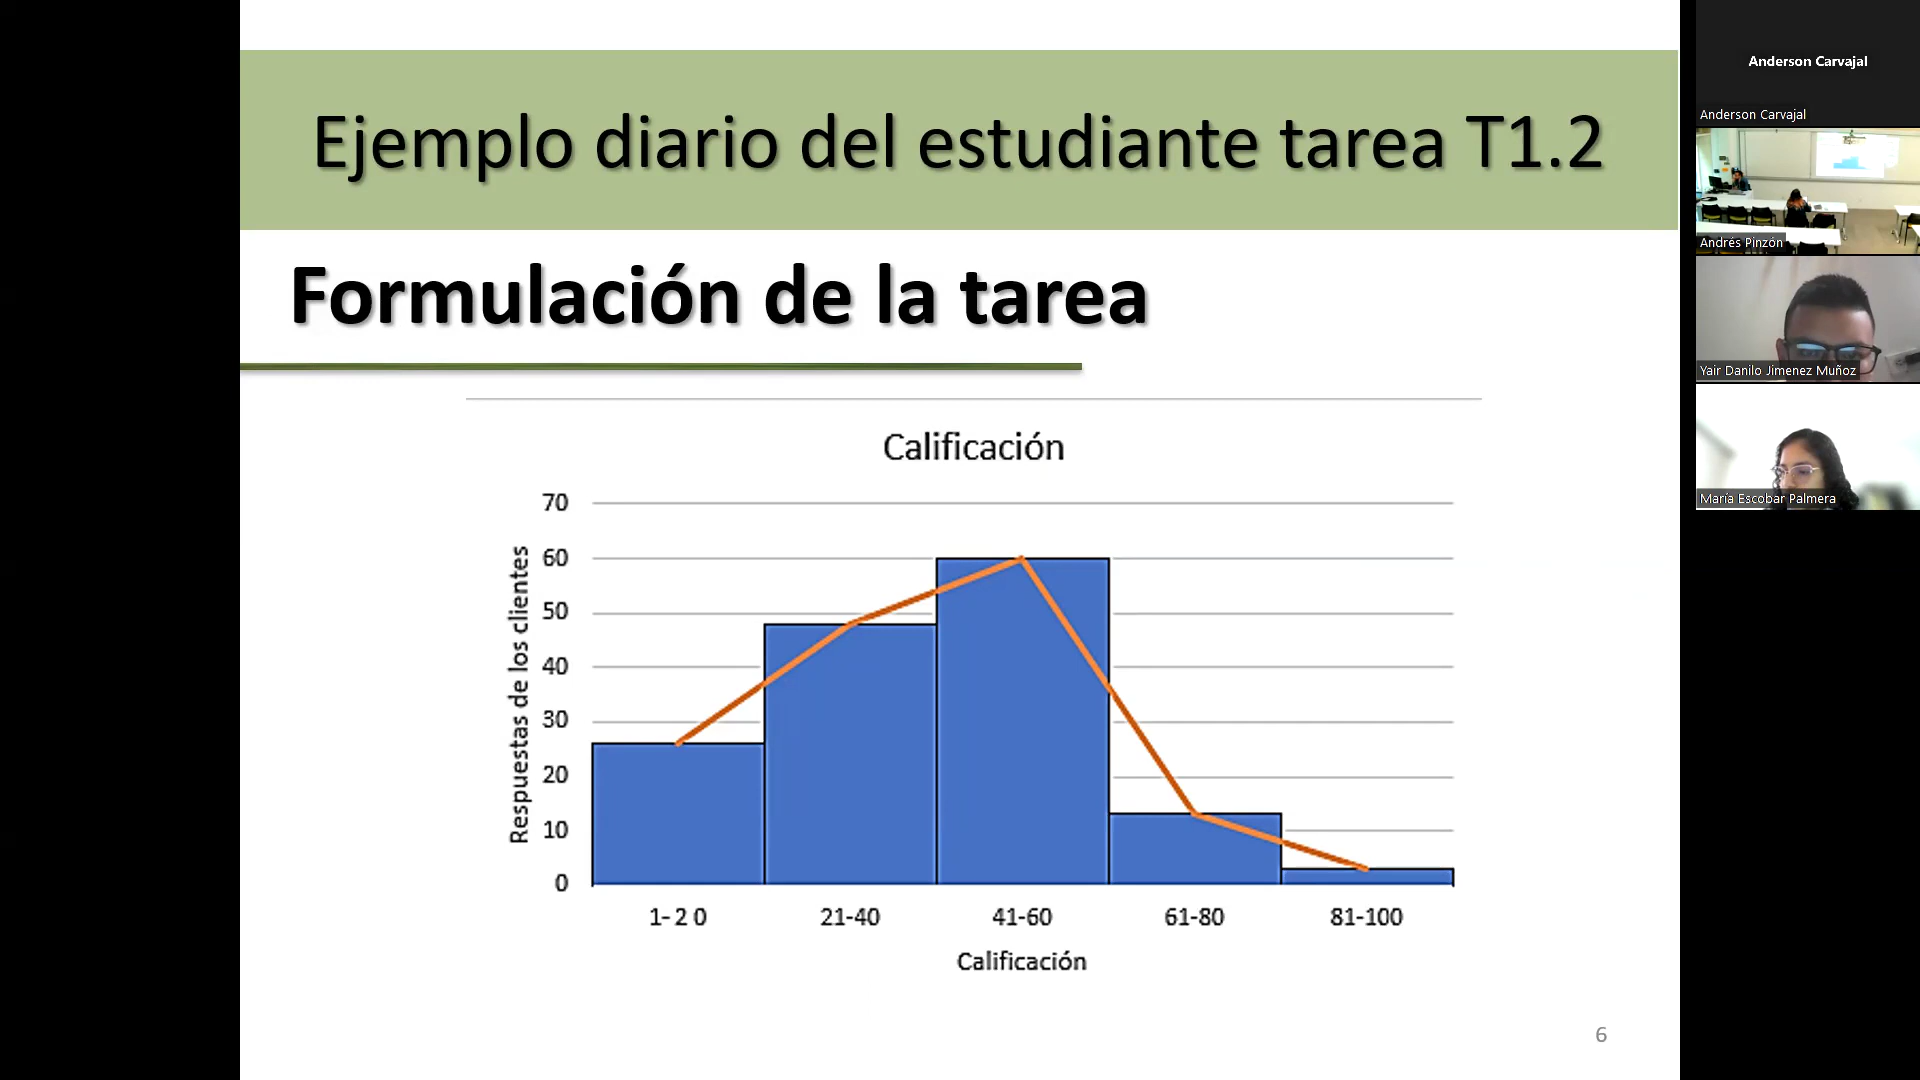 Ejemplo diario del estudiante tarea T1.2
Formulación de la tarea
Calificación
Respuestas de los clientes
70
60
50
40
30
20
10
0
1- 2 0
21-40
41-60
61-80
81-100
Calificación
6
Anderson Carvajal
Anderson Carvajal
Andrés Pinzón
Yair Danilo Jimenez Muñoz
María Escobar Palmera